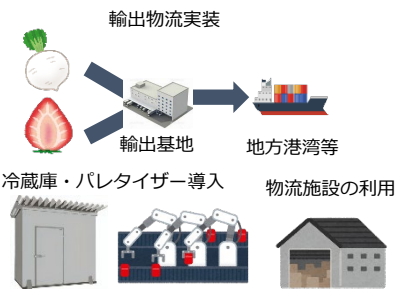 輸出物流実装
輸出基地
地方港湾等
冷蔵庫・パレタイザー導入
物流施設の利用